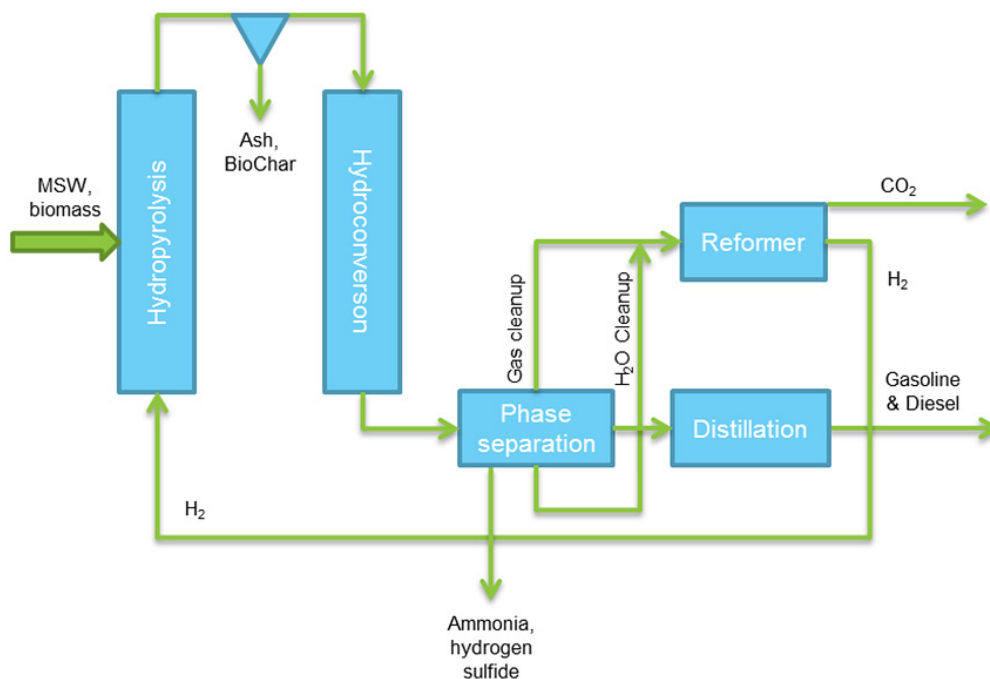 Ash,
BioChar
MSW,
biomass
Hydropyrolysis
Hydroconverson
CO₂
Reformer
H₂
Gas cleanup
H₂O Cleanup
Gasoline
& Diesel
Phase
separation
Distillation
H₂
Ammonia,
hydrogen
sulfide